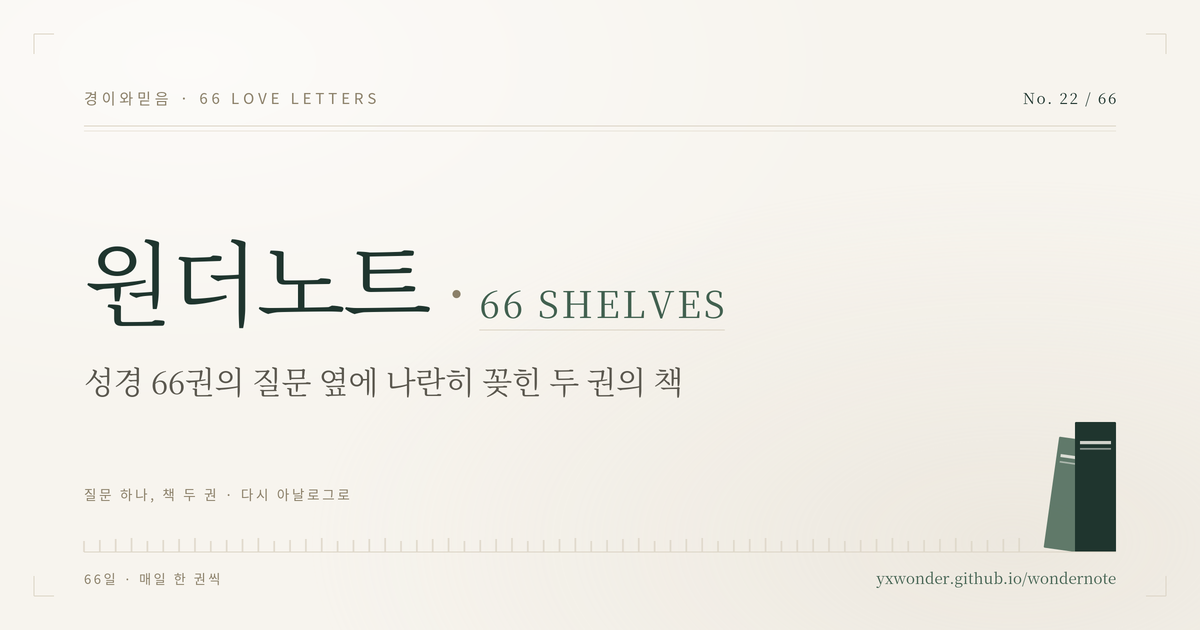 경이와믿음 · 66 LOVE LETTERS
No. 22 / 66
원더노트 · 66 SHELVES
성경 66권의 질문 옆에 나란히 꽂힌 두 권의 책
질문 하나, 책 두 권 · 다시 아날로그로
66일 · 매일 한 권씩
yxwonder.github.io/wondernote